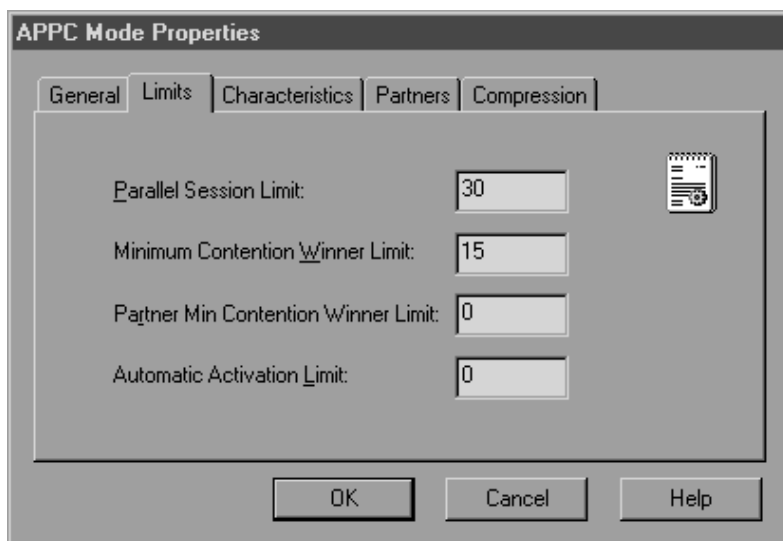 APPC Mode Properties
General Limits Characteristics Partners Compression
Parallel Session Limit: 30
Minimum Contention Winner Limit: 15
Partner Min Contention Winner Limit: 0
Automatic Activation Limit: 0
OK Cancel Help